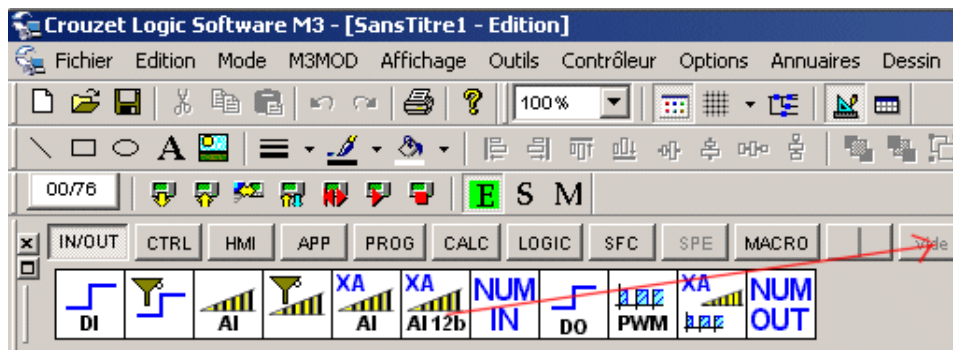 Crouzet Logic Software M3 - [SansTitre1 - Edition]
Fichier Edition Mode M3MOD Affichage Outils Contrôleur Options Annuaires Dessin
100%
A
00/76 E S M
IN/OUT CTRL HMI APP PROG CALC LOGIC SFC SPE MACRO vide
XA XA NUM XA NUM
DI AI AI AI 12b IN DO PWM OUT